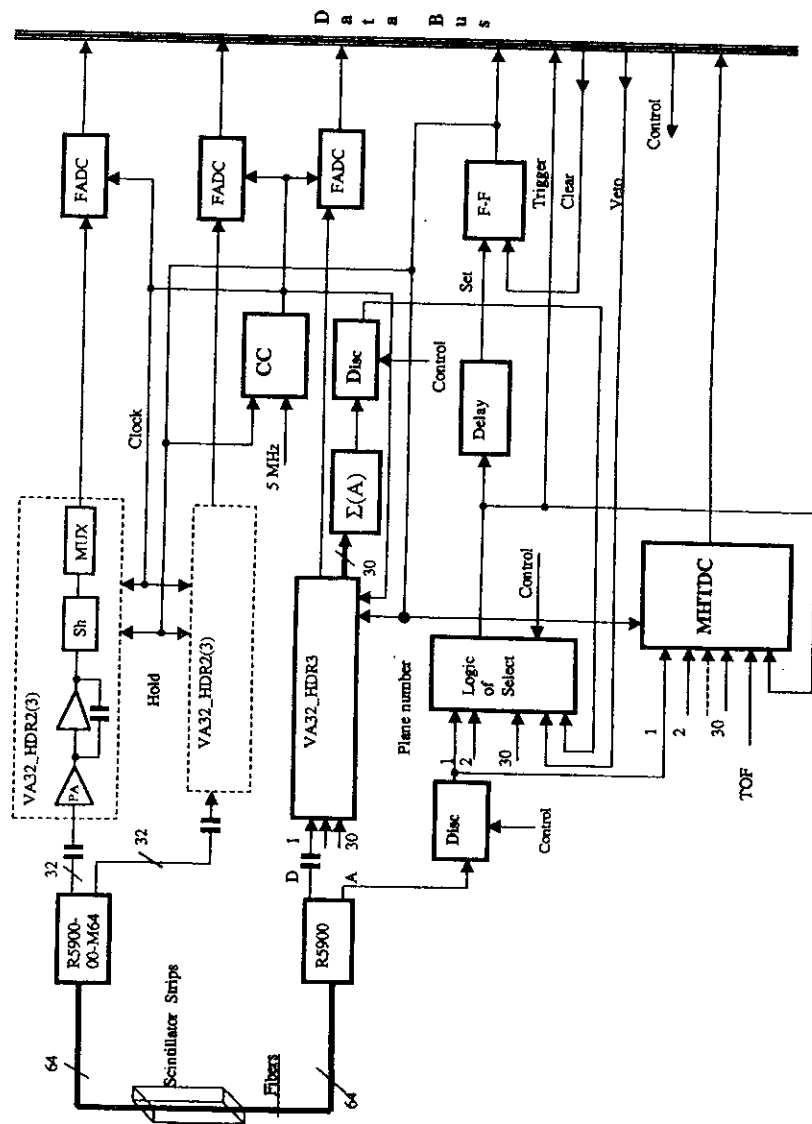 Data Bus
FADC
FADC
FADC
F-F
Trigger
Clear
Veto
Control
Set
Clock
CC
5 MHz
Disc
Control
Delay
Σ(A)
30
VA32_HDR2(3)
PA
Sh
MUX
Hold
VA32_HDR2(3)
VA32_HDR3
Plane number
Logic
of
Select
Control
1
2
30
MHTDC
1
2
30
TOF
Disc
Control
32
32
D
1
30
A
R5900-
00-M64
R5900
64
Scintillator Strips
Fibers
64